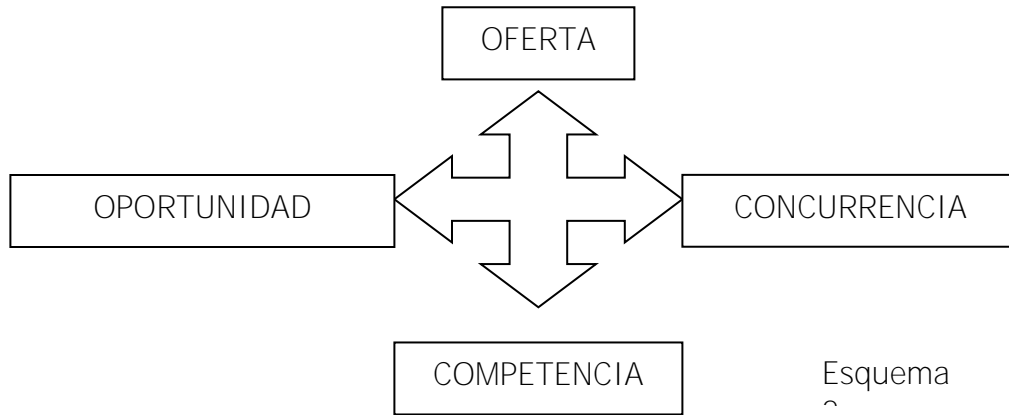 OFERTA
OPORTUNIDAD
CONCURRENCIA
COMPETENCIA
Esquema